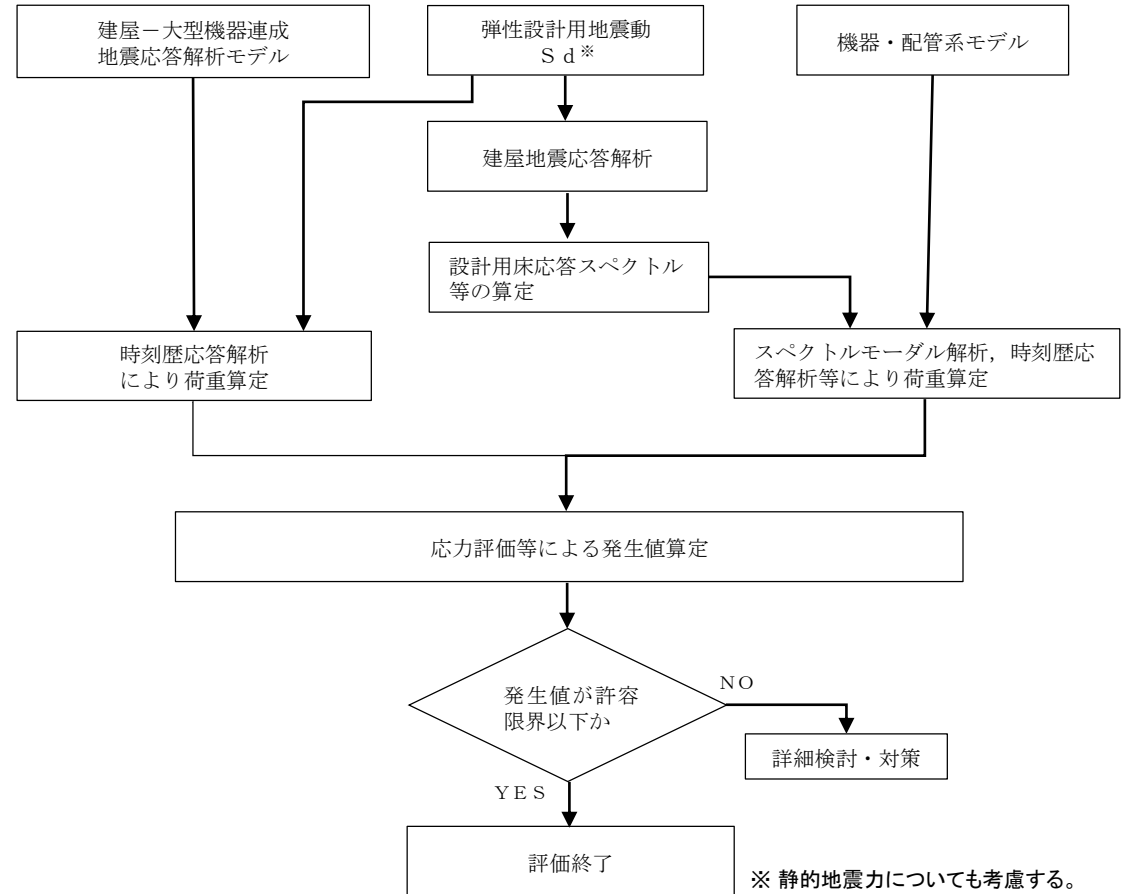 建屋－大型機器連成
地震応答解析モデル
弾性設計用地震動
Ｓｄ※
機器・配管系モデル
建屋地震応答解析
設計用床応答スペクトル
等の算定
時刻歴応答解析
により荷重算定
スペクトルモーダル解析，時刻歴応
答解析等により荷重算定
応力評価等による発生値算定
発生値が許容
限界以下か
ＮＯ
詳細検討・対策
ＹＥＳ
評価終了
※ 静的地震力についても考慮する。